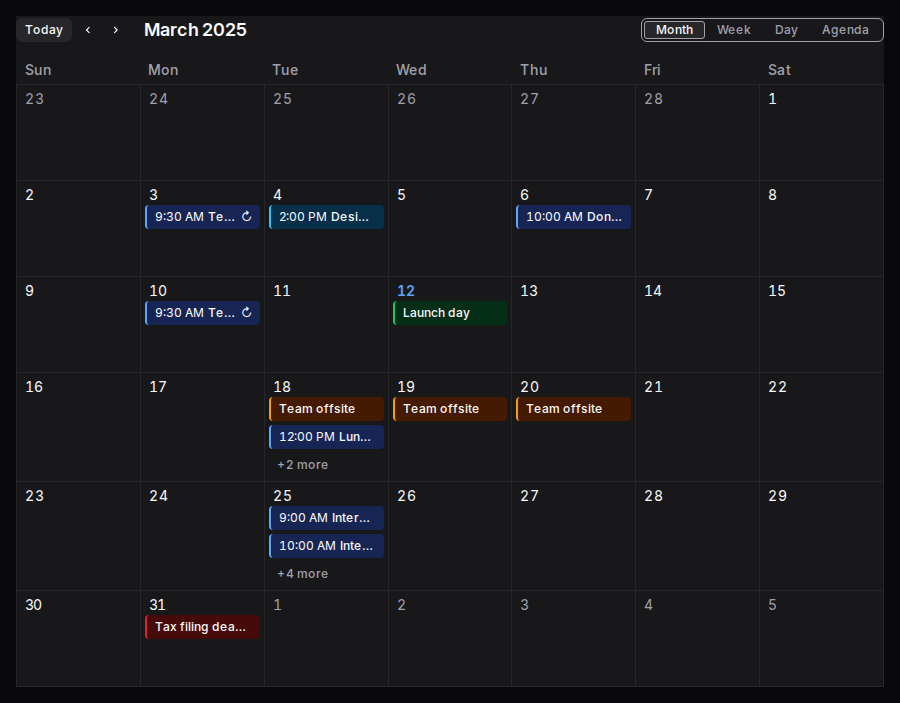 Today ‹ › March 2025 Month Week Day Agenda
Sun Mon Tue Wed Thu Fri Sat
23 24 25 26 27 28 1
2 3 4 5 6 7 8
9:30 AM Te... 2:00 PM Desi... 10:00 AM Don...
9 10 11 12 13 14 15
9:30 AM Te... Launch day
16 17 18 19 20 21 22
Team offsite Team offsite Team offsite
12:00 PM Lun...
+2 more
23 24 25 26 27 28 29
9:00 AM Inter...
10:00 AM Inte...
+4 more
30 31 1 2 3 4 5
Tax filing dea...